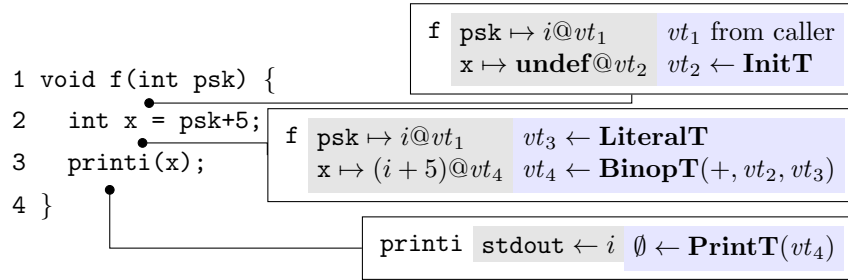 f psk ↦ i@vt₁ vt₁ from caller
x ↦ undef@vt₂ vt₂ ← InitT
1 void f(int psk) {
2 int x = psk+5;
3 printi(x);
4 }
f psk ↦ i@vt₁ vt₃ ← LiteralT
x ↦ (i + 5)@vt₄ vt₄ ← BinopT(+, vt₂, vt₃)
printi stdout ← i ∅ ← PrintT(vt₄)